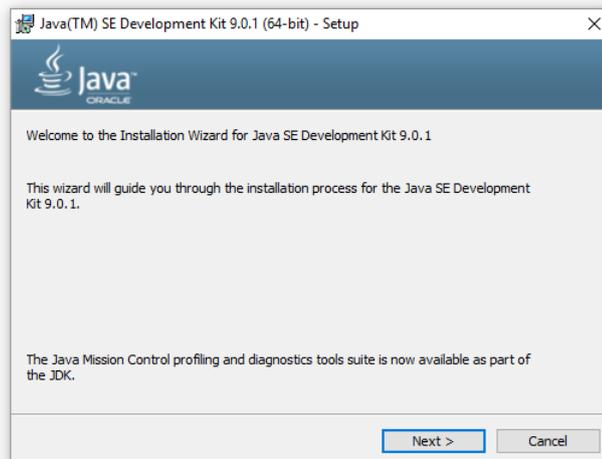 Java(TM) SE Development Kit 9.0.1 (64-bit) - Setup
Java™
ORACLE
Welcome to the Installation Wizard for Java SE Development Kit 9.0.1
This wizard will guide you through the installation process for the Java SE Development
Kit 9.0.1.
The Java Mission Control profiling and diagnostics tools suite is now available as part of
the JDK.
Next >
Cancel